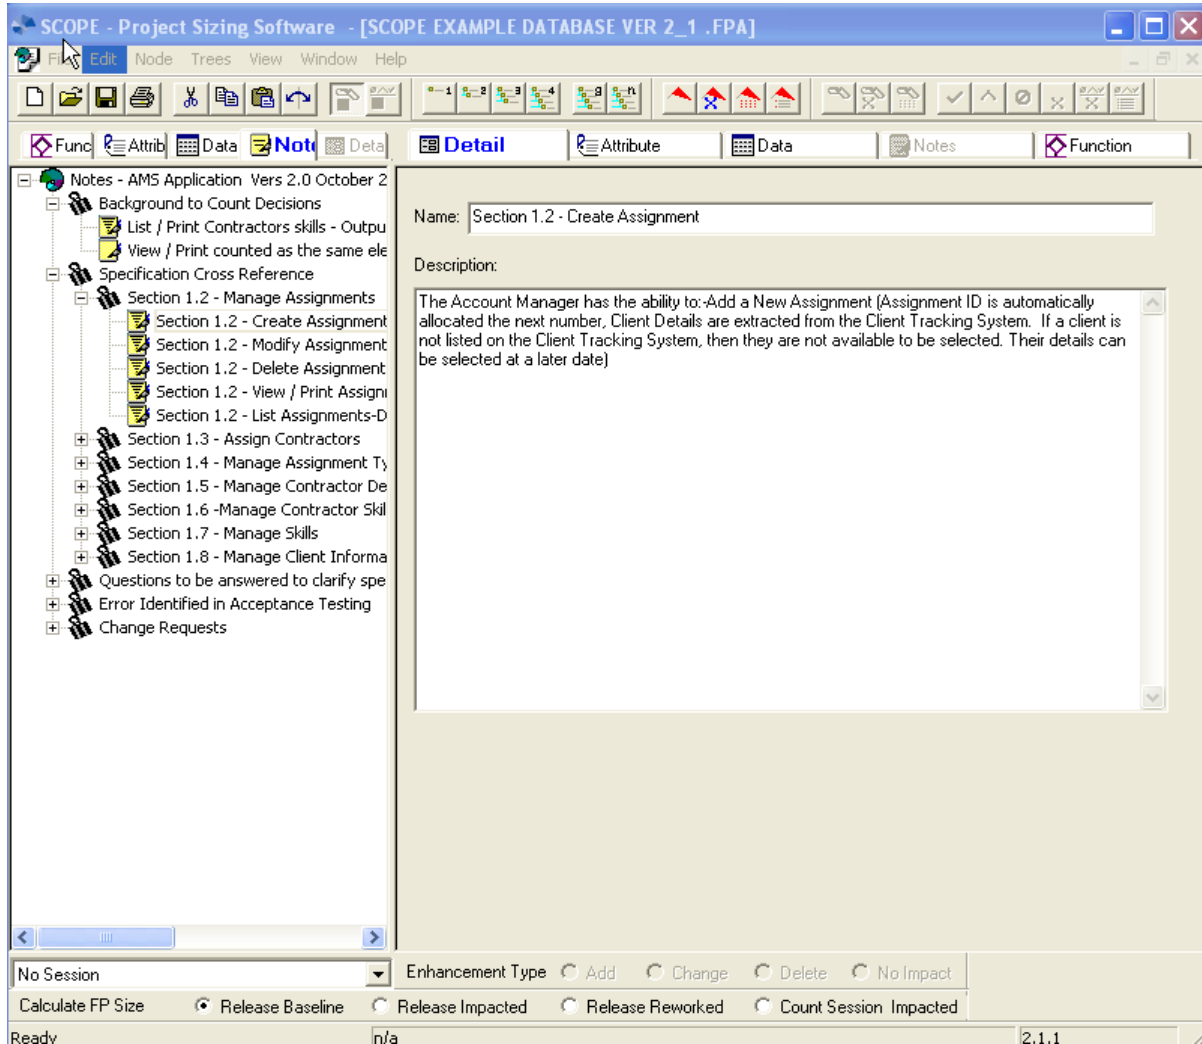 SCOPE - Project Sizing Software - [SCOPE EXAMPLE DATABASE VER 2_1 .FPA]
Edit Node Trees View Window Help
Func Attrib Data Note Detai Detail Attribute Data Notes Function
Notes - AMS Application Vers 2.0 October 2
Background to Count Decisions
List / Print Contractors skills - Outpu
View / Print counted as the same ele
Specification Cross Reference
Section 1.2 - Manage Assignments
Section 1.2 - Create Assignment
Section 1.2 - Modify Assignment
Section 1.2 - Delete Assignment
Section 1.2 - View / Print Assign
Section 1.2 - List Assignments-D
Section 1.3 - Assign Contractors
Section 1.4 - Manage Assignment Ty
Section 1.5 - Manage Contractor De
Section 1.6 -Manage Contractor Skil
Section 1.7 - Manage Skills
Section 1.8 - Manage Client Informa
Questions to be answered to clarify spe
Error Identified in Acceptance Testing
Change Requests
Name: Section 1.2 - Create Assignment
Description:
The Account Manager has the ability to:-Add a New Assignment (Assignment ID is automatically
allocated the next number, Client Details are extracted from the Client Tracking System. If a client is
not listed on the Client Tracking System, then they are not available to be selected. Their details can
be selected at a later date)
No Session Enhancement Type Add Change Delete No Impact
Calculate FP Size Release Baseline Release Impacted Release Reworked Count Session Impacted
Ready n/a 2.1.1